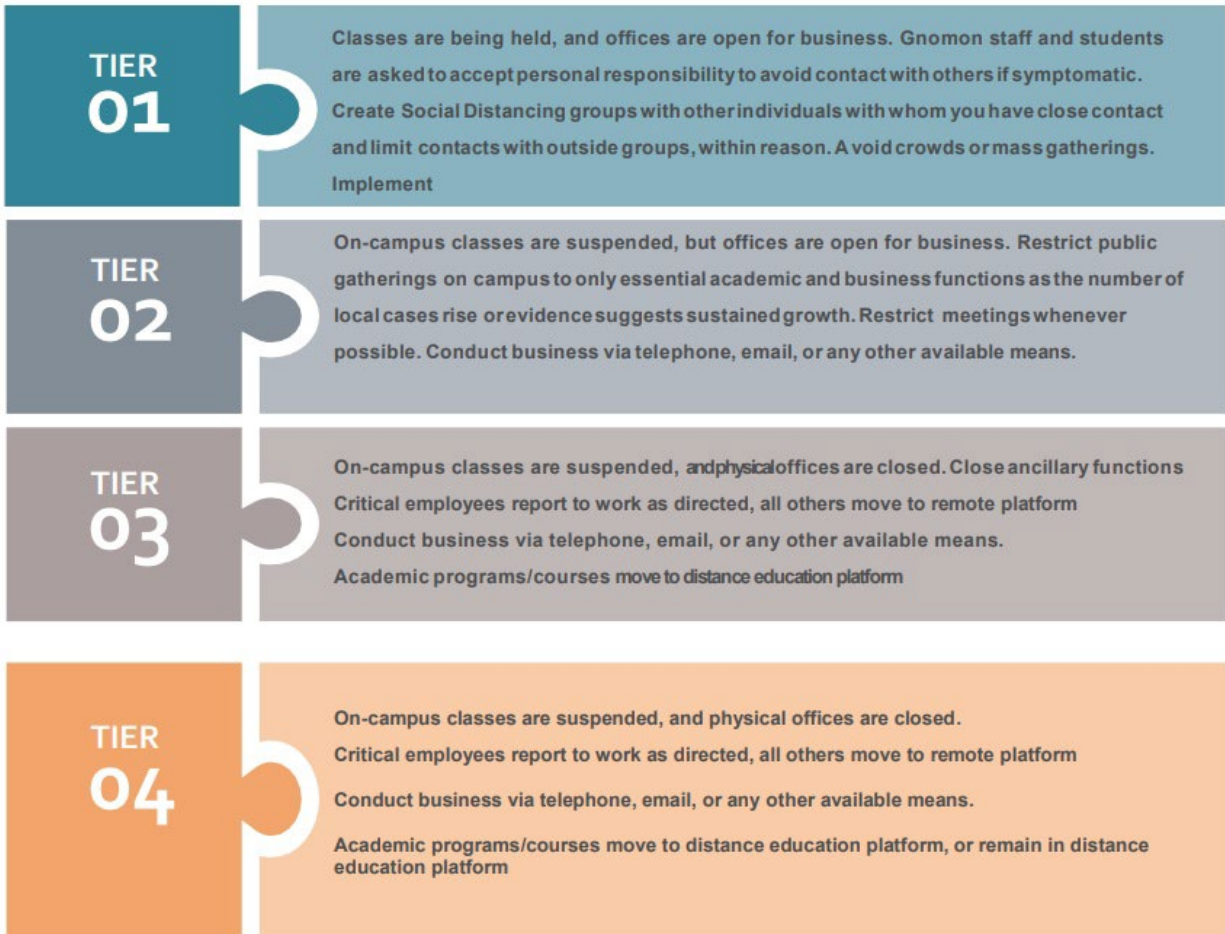 TIER
01
Classes are being held, and offices are open for business. Gnomon staff and students
are asked to accept personal responsibility to avoid contact with others if symptomatic.
Create Social Distancing groups with other individuals with whom you have close contact
and limit contacts with outside groups, within reason. A void crowds or mass gatherings.
Implement
TIER
02
On-campus classes are suspended, but offices are open for business. Restrict public
gatherings on campus to only essential academic and business functions as the number of
local cases rise or evidence suggests sustained growth. Restrict meetings whenever
possible. Conduct business via telephone, email, or any other available means.
TIER
03
On-campus classes are suspended, and physical offices are closed. Close ancillary functions
Critical employees report to work as directed, all others move to remote platform
Conduct business via telephone, email, or any other available means.
Academic programs/courses move to distance education platform
TIER
04
On-campus classes are suspended, and physical offices are closed.
Critical employees report to work as directed, all others move to remote platform
Conduct business via telephone, email, or any other available means.
Academic programs/courses move to distance education platform, or remain in distance
education platform